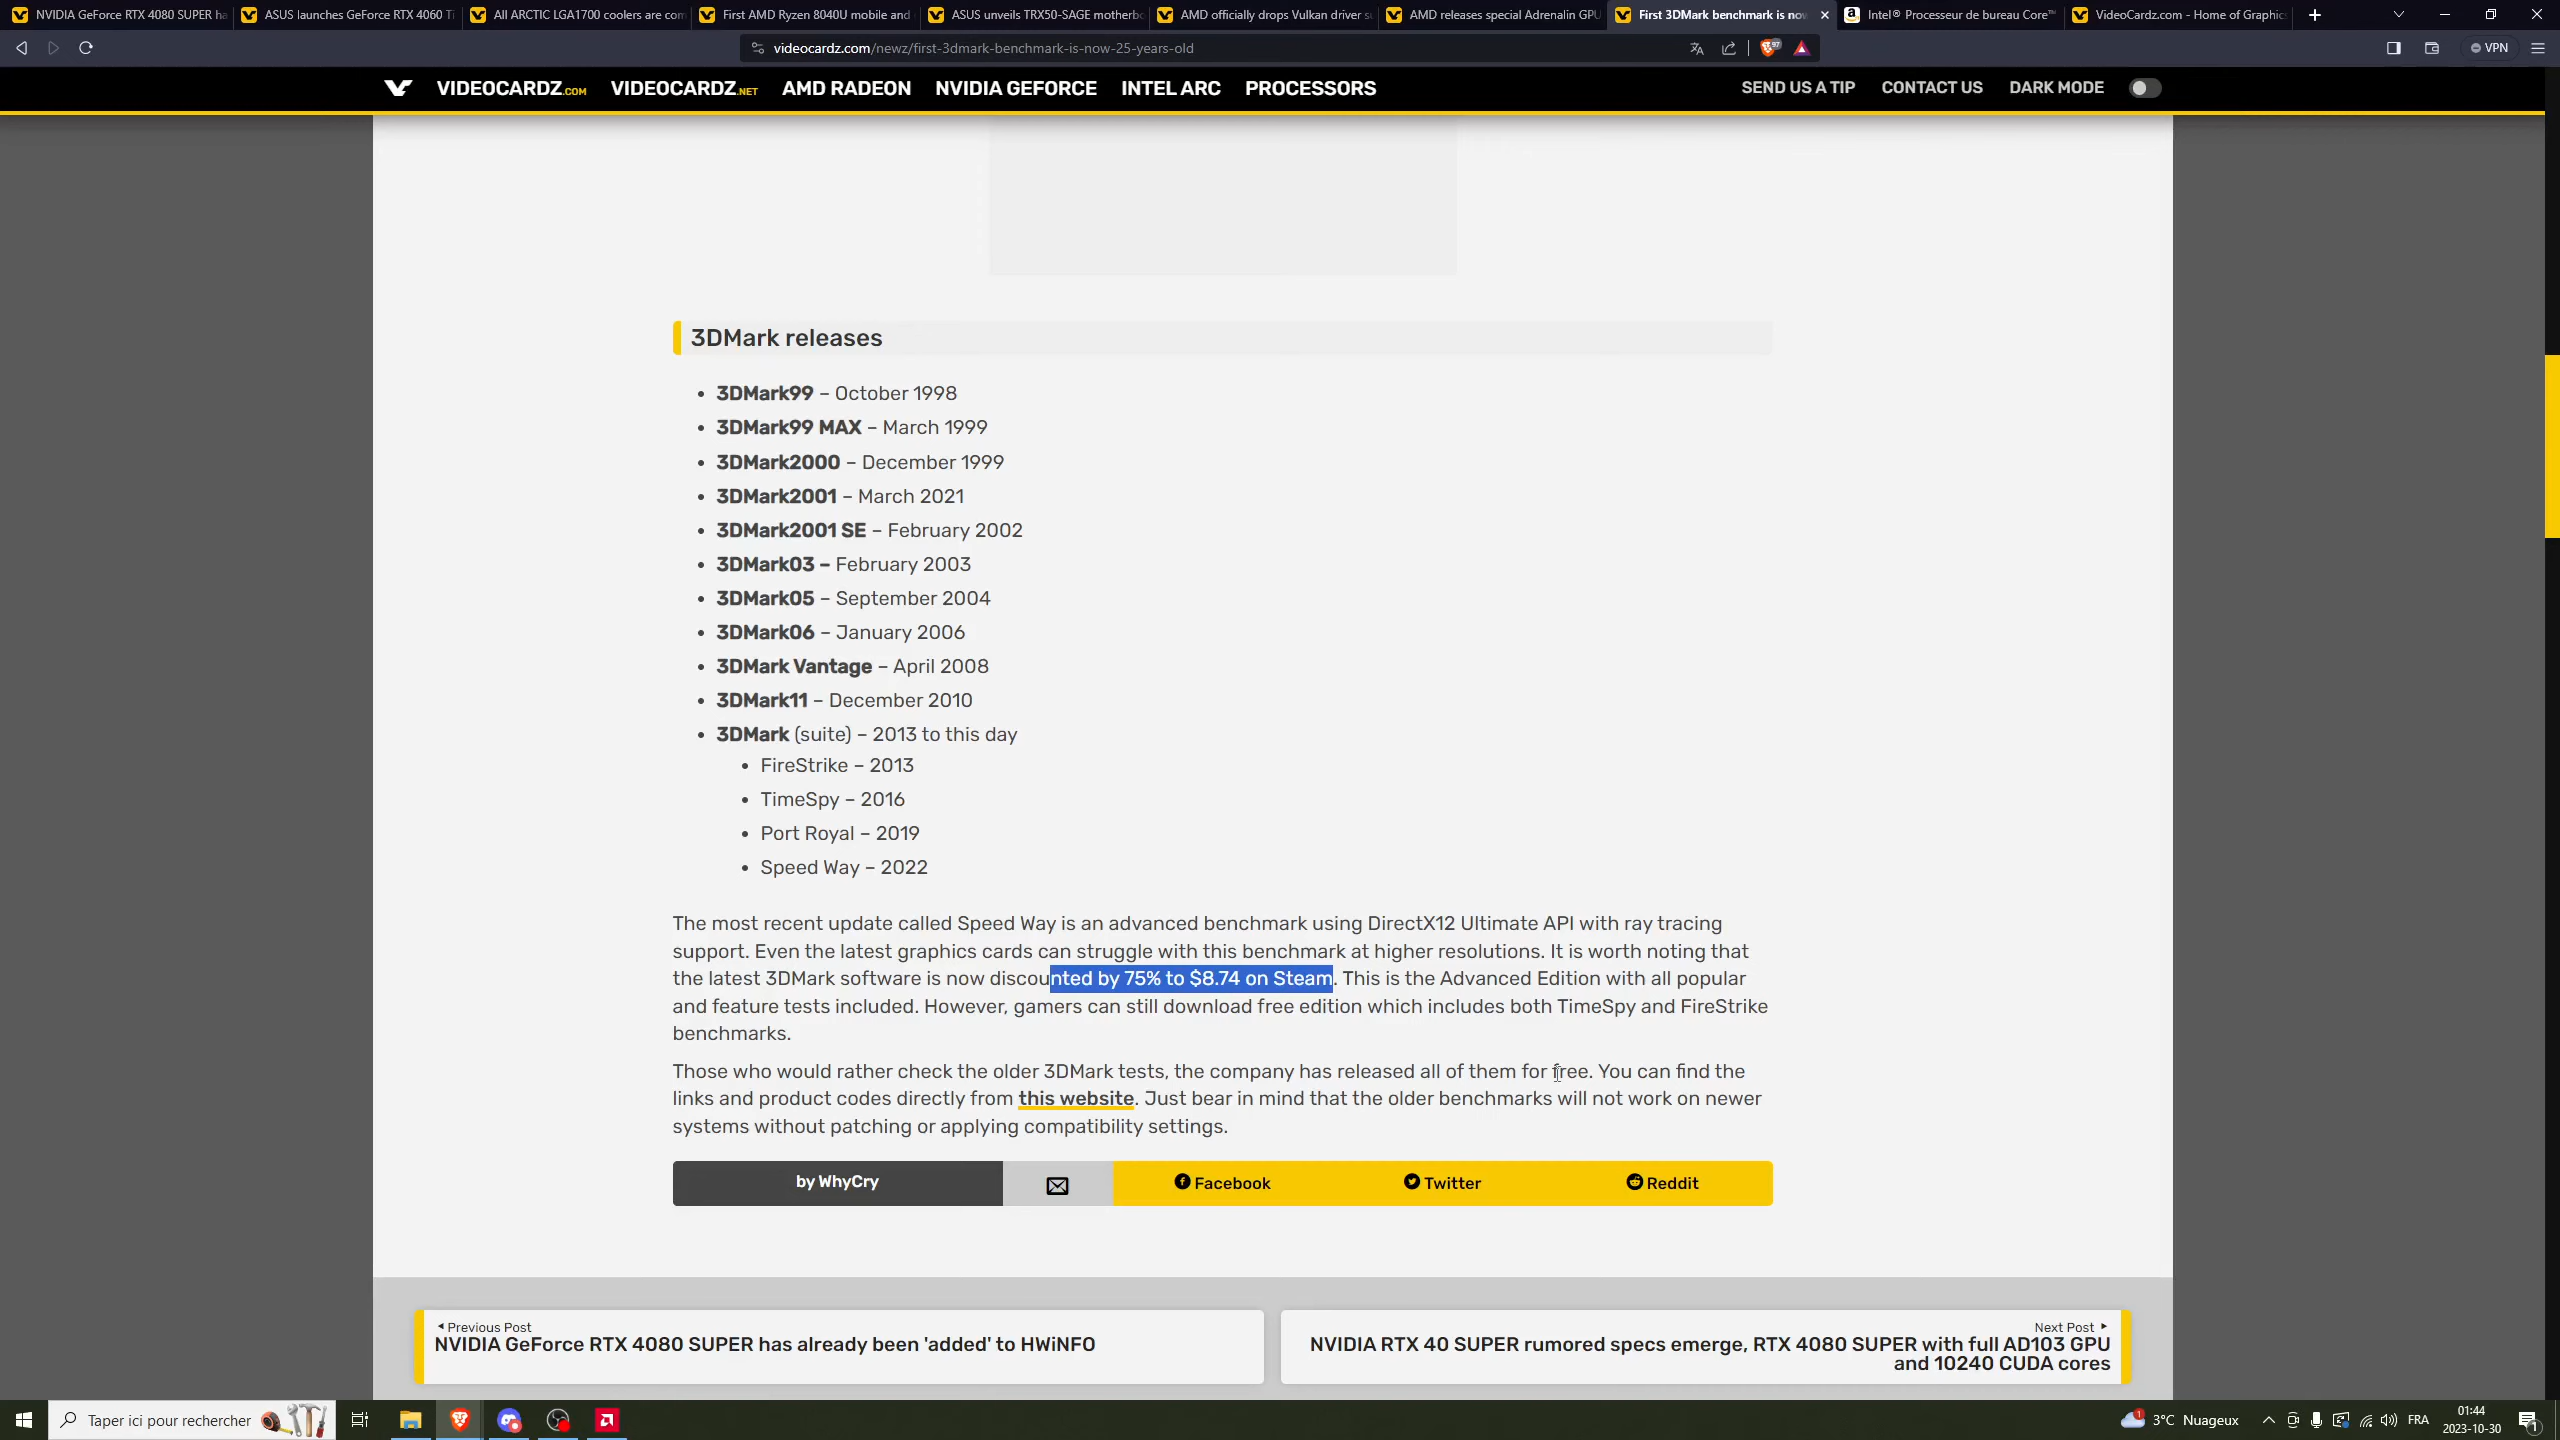 NVIDIA GeForce RTX 4080 SUPER ha
ASUS launches GeForce RTX 4060 Ti
All ARCTIC LGA1700 coolers are com
First AMD Ryzen 8040U mobile and
ASUS unveils TRX50-SAGE motherbo
AMD officially drops Vulkan driver su
AMD releases special Adrenalin GPU
First 3DMark benchmark is now
Intel® Processeur de bureau Core™
VideoCardz.com - Home of Graphic
videocardz.com/newz/first-3dmark-benchmark-is-now-25-years-old
97
VPN
VIDEOCARDZ.COM
VIDEOCARDZ.NET
AMD RADEON
NVIDIA GEFORCE
INTEL ARC
PROCESSORS
SEND US A TIP
CONTACT US
DARK MODE
3DMark releases
• 3DMark99 – October 1998
• 3DMark99 MAX – March 1999
• 3DMark2000 – December 1999
• 3DMark2001 – March 2021
• 3DMark2001 SE – February 2002
• 3DMark03 – February 2003
• 3DMark05 – September 2004
• 3DMark06 – January 2006
• 3DMark Vantage – April 2008
• 3DMark11 – December 2010
• 3DMark (suite) – 2013 to this day
• FireStrike – 2013
• TimeSpy – 2016
• Port Royal – 2019
• Speed Way – 2022
The most recent update called Speed Way is an advanced benchmark using DirectX12 Ultimate API with ray tracing
support. Even the latest graphics cards can struggle with this benchmark at higher resolutions. It is worth noting that
the latest 3DMark software is now discounted by 75% to $8.74 on Steam. This is the Advanced Edition with all popular
and feature tests included. However, gamers can still download free edition which includes both TimeSpy and FireStrike
benchmarks.
Those who would rather check the older 3DMark tests, the company has released all of them for free. You can find the
links and product codes directly from this website. Just bear in mind that the older benchmarks will not work on newer
systems without patching or applying compatibility settings.
by WhyCry
Facebook
Twitter
Reddit
Previous Post
NVIDIA GeForce RTX 4080 SUPER has already been 'added' to HWiNFO
Next Post
NVIDIA RTX 40 SUPER rumored specs emerge, RTX 4080 SUPER with full AD103 GPU
and 10240 CUDA cores
Taper ici pour rechercher
3°C Nuageux
FRA
01:44
2023-10-30
1